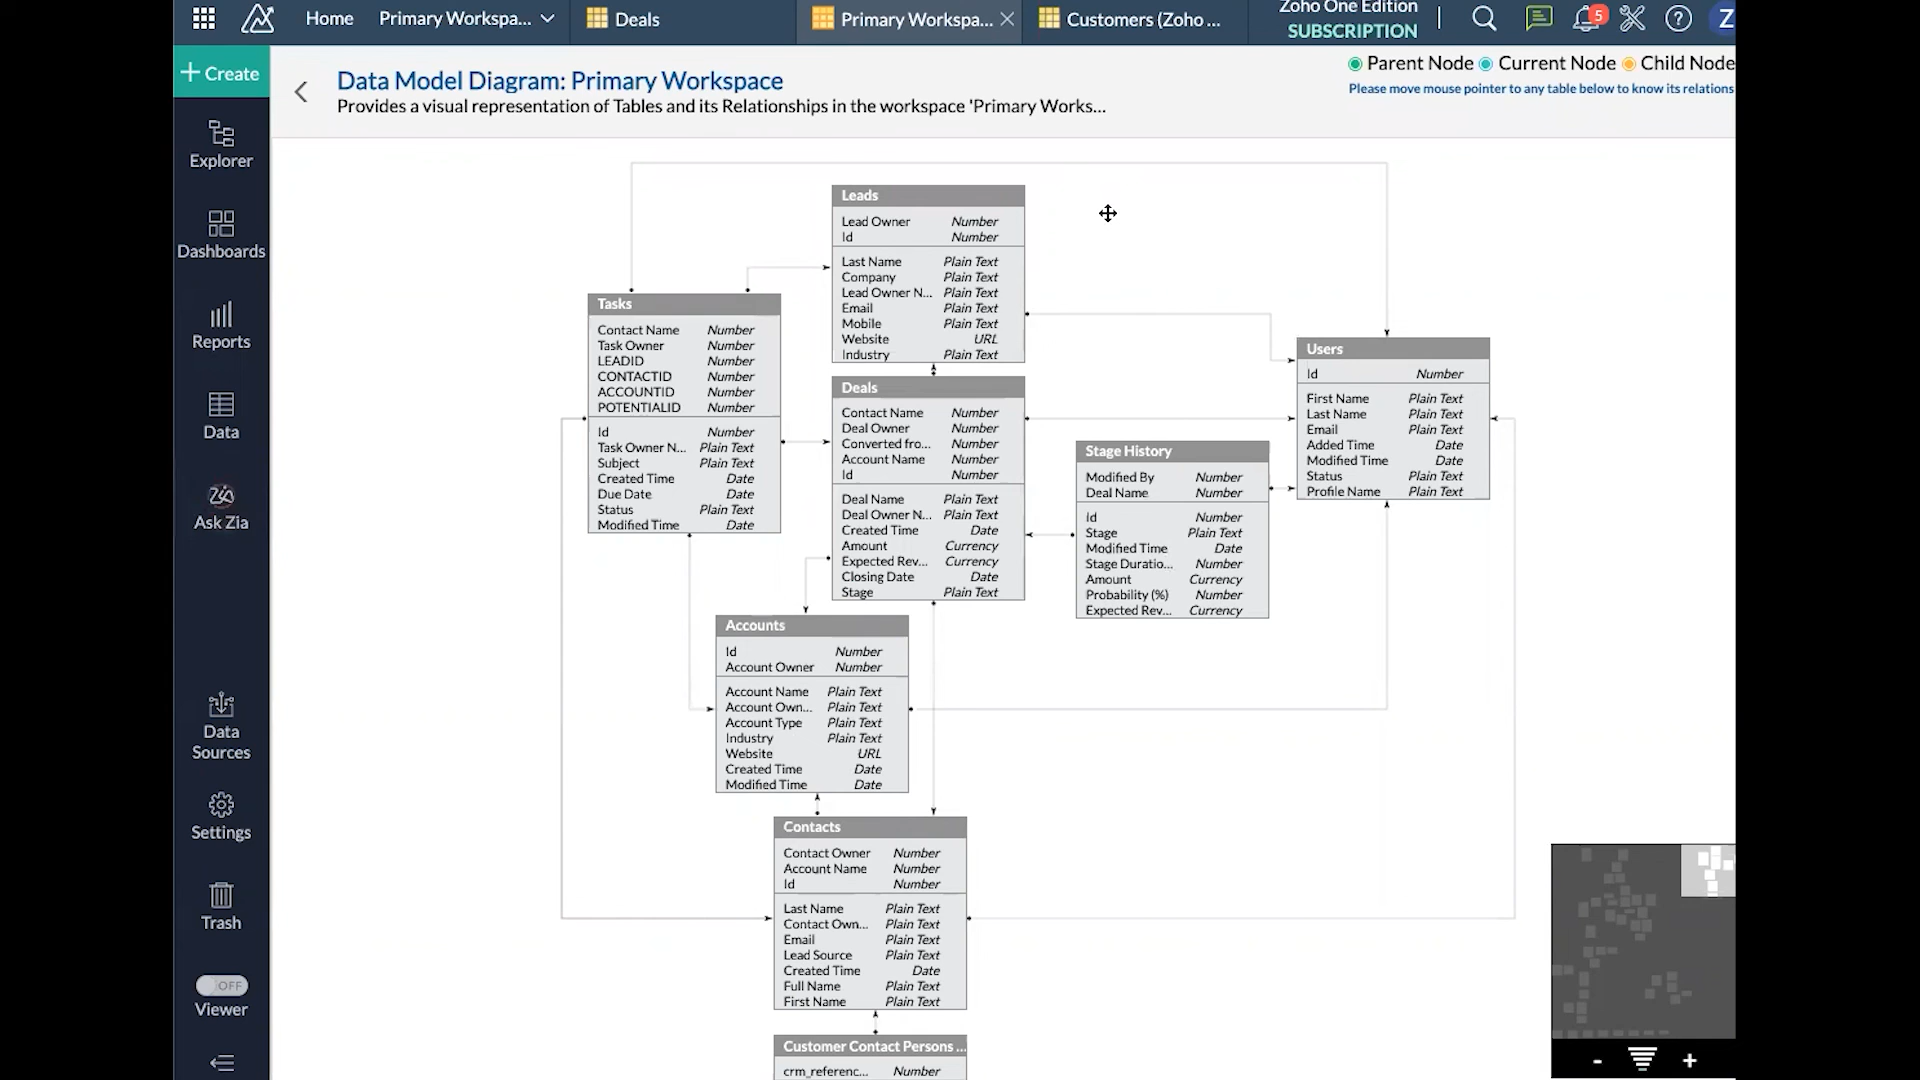 Home
Primary Workspa...
Deals
Primary Workspa...
Customers (Zoho ...
Zoho One Edition
SUBSCRIPTION
5
Z
+ Create
Data Model Diagram: Primary Workspace
Provides a visual representation of Tables and its Relationships in the workspace 'Primary Works...
Parent Node
Current Node
Child Node
Please move mouse pointer to any table below to know its relations
Explorer
Dashboards
Reports
Data
Ask Zia
Data
Sources
Settings
Trash
OFF
Viewer
Leads
Lead Owner Number
Id Number
Last Name Plain Text
Company Plain Text
Lead Owner N... Plain Text
Email Plain Text
Mobile Plain Text
Website URL
Industry Plain Text
Tasks
Contact Name Number
Task Owner Number
LEADID Number
CONTACTID Number
ACCOUNTID Number
POTENTIALID Number
Id Number
Task Owner N... Plain Text
Subject Plain Text
Created Time Date
Due Date Date
Status Plain Text
Modified Time Date
Users
Id Number
First Name Plain Text
Last Name Plain Text
Email Plain Text
Added Time Date
Modified Time Date
Status Plain Text
Profile Name Plain Text
Deals
Contact Name Number
Deal Owner Number
Converted fro... Number
Account Name Number
Id Number
Deal Name Plain Text
Deal Owner N... Plain Text
Created Time Date
Amount Currency
Expected Rev... Currency
Closing Date Date
Stage Plain Text
Stage History
Modified By Number
Deal Name Number
Id Number
Stage Plain Text
Modified Time Date
Stage Duratio... Number
Amount Currency
Probability (%) Number
Expected Rev... Currency
Accounts
Id Number
Account Owner Number
Account Name Plain Text
Account Own... Plain Text
Account Type Plain Text
Industry Plain Text
Website URL
Created Time Date
Modified Time Date
Contacts
Contact Owner Number
Account Name Number
Id Number
Last Name Plain Text
Contact Own... Plain Text
Email Plain Text
Lead Source Plain Text
Created Time Date
Full Name Plain Text
First Name Plain Text
Customer Contact Persons ...
crm_referenc... Number
- +